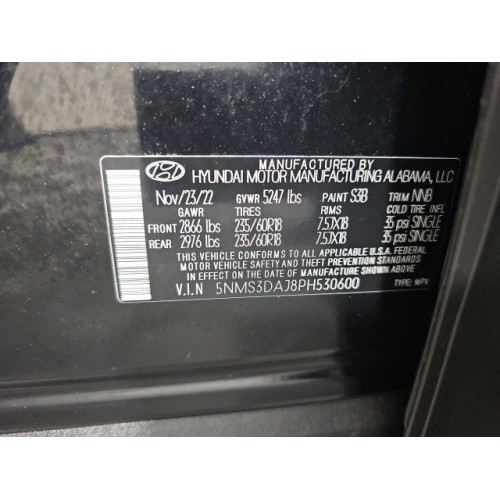 MANUFACTURED BY
HYUNDAI MOTOR MANUFACTURING ALABAMA, LLC
Nov/23/22 GVWR 5247 lbs PAINT S3B TRIM NNB
GAWR TIRES RIMS COLD TIRE INFL
FRONT 2866 lbs 235/60R18 7.5JX18 35 psi SINGLE
REAR 2976 lbs 235/60R18 7.5JX18 35 psi SINGLE
THIS VEHICLE CONFORMS TO ALL APPLICABLE U.S.A. FEDERAL
MOTOR VEHICLE SAFETY, BUMPER, AND THEFT PREVENTION
STANDARDS IN EFFECT ON THE DATE OF MANUFACTURE SHOWN ABOVE.
V.I.N 5NMS3DAJ8PH530600 TYPE: MPV